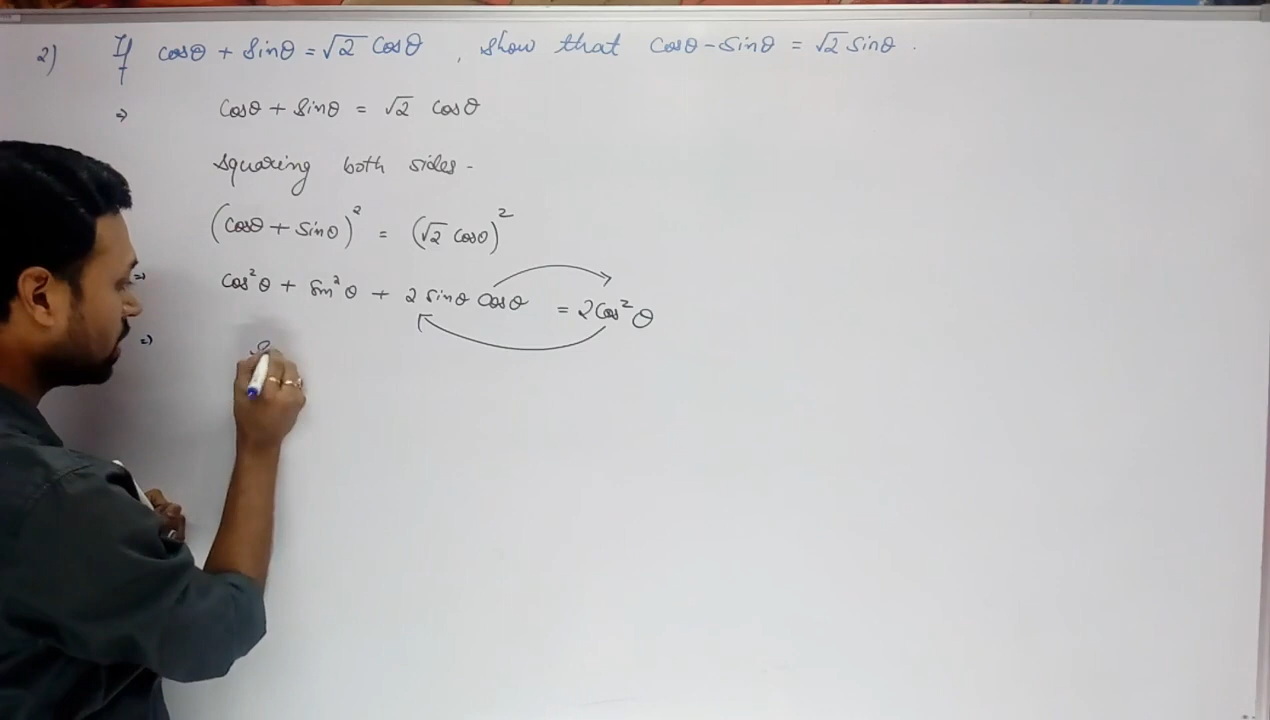 2) If cosθ + sinθ = √2 cosθ , show that cosθ - sinθ = √2 sinθ .
⇒ cosθ + sinθ = √2 cosθ
squaring both sides -
(cosθ + sinθ)² = (√2 cosθ)²
⇒ cos²θ + sin²θ + 2 sinθ cosθ = 2cos²θ
⇒